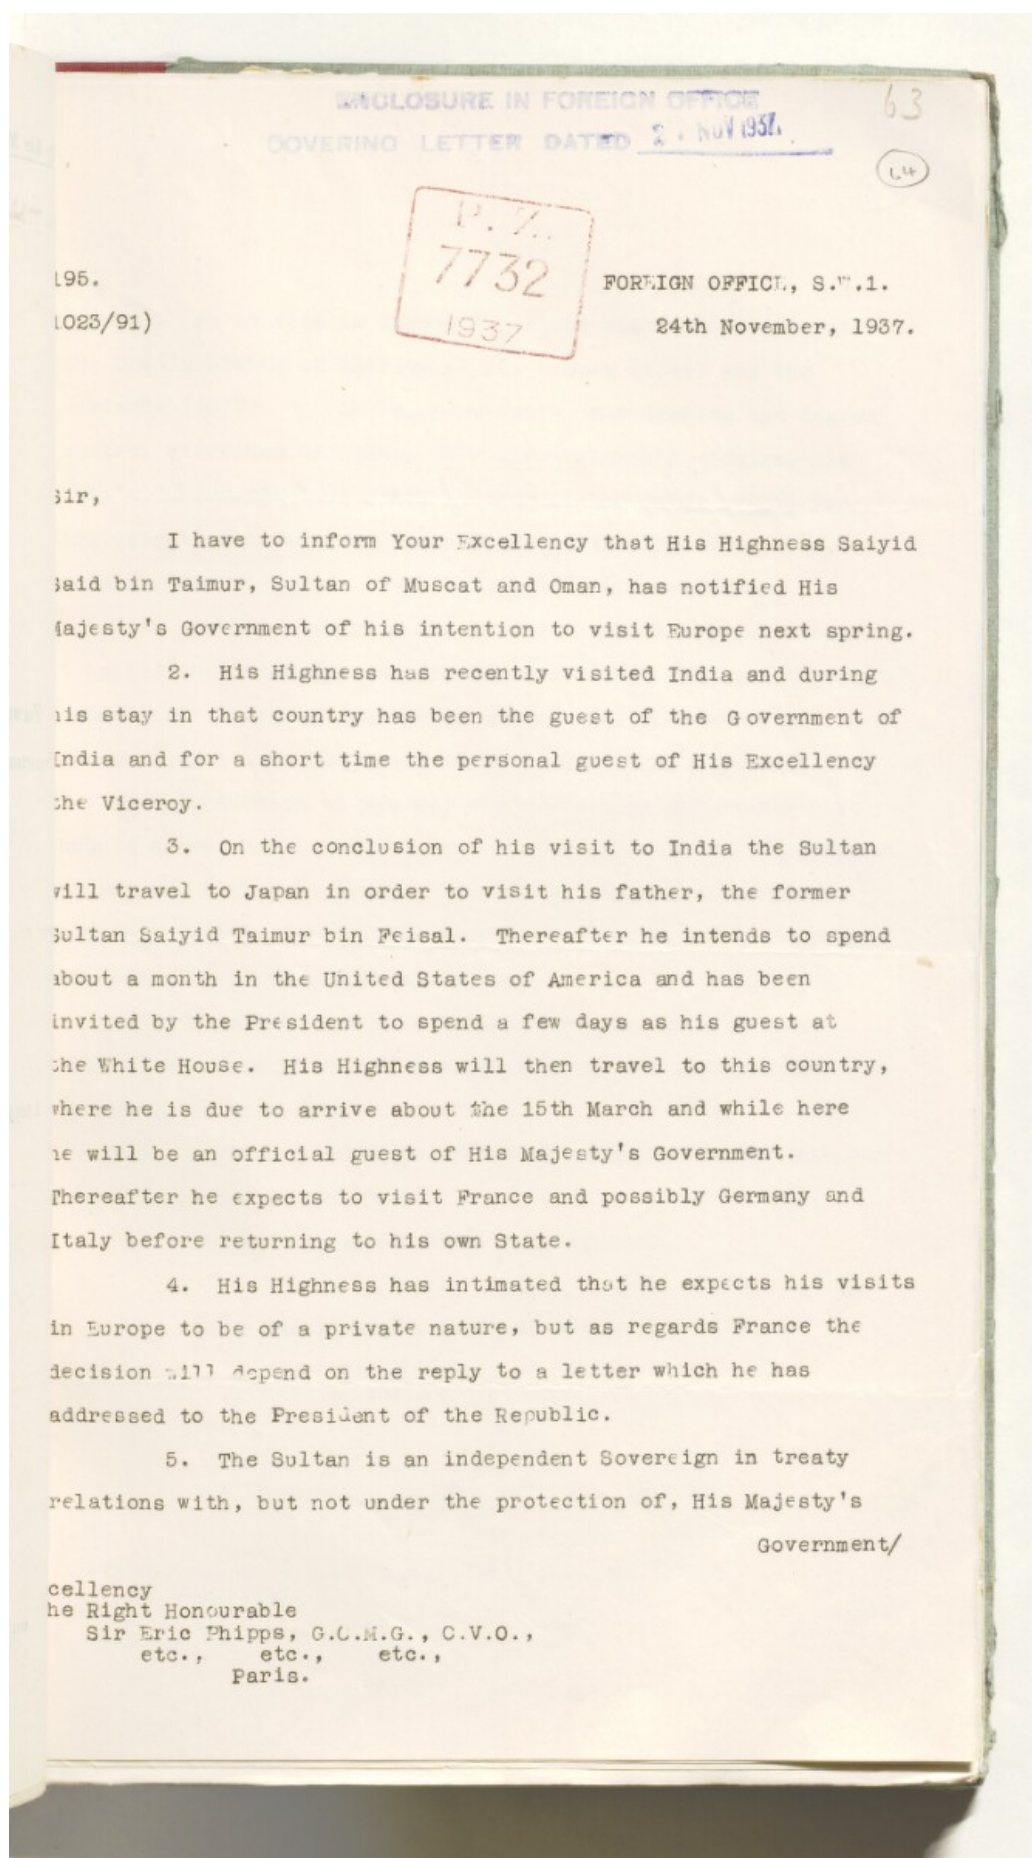 ENCLOSURE IN FOREIGN OFFICE
COVERING LETTER DATED 2 NOV 1937.
63
64
P. Z.
7732
1937
195.
1023/91)
FOREIGN OFFICE, S.W.1.
24th November, 1937.
Sir,
I have to inform Your Excellency that His Highness Saiyid
Said bin Taimur, Sultan of Muscat and Oman, has notified His
Majesty's Government of his intention to visit Europe next spring.
2. His Highness has recently visited India and during
his stay in that country has been the guest of the Government of
India and for a short time the personal guest of His Excellency
the Viceroy.
3. On the conclusion of his visit to India the Sultan
will travel to Japan in order to visit his father, the former
Sultan Saiyid Taimur bin Feisal. Thereafter he intends to spend
about a month in the United States of America and has been
invited by the President to spend a few days as his guest at
the White House. His Highness will then travel to this country,
where he is due to arrive about the 15th March and while here
he will be an official guest of His Majesty's Government.
Thereafter he expects to visit France and possibly Germany and
Italy before returning to his own State.
4. His Highness has intimated that he expects his visits
in Europe to be of a private nature, but as regards France the
decision will depend on the reply to a letter which he has
addressed to the President of the Republic.
5. The Sultan is an independent Sovereign in treaty
relations with, but not under the protection of, His Majesty's
Government/
cellency
he Right Honourable
Sir Eric Phipps, G.C.M.G., C.V.O.,
etc., etc., etc.,
Paris.